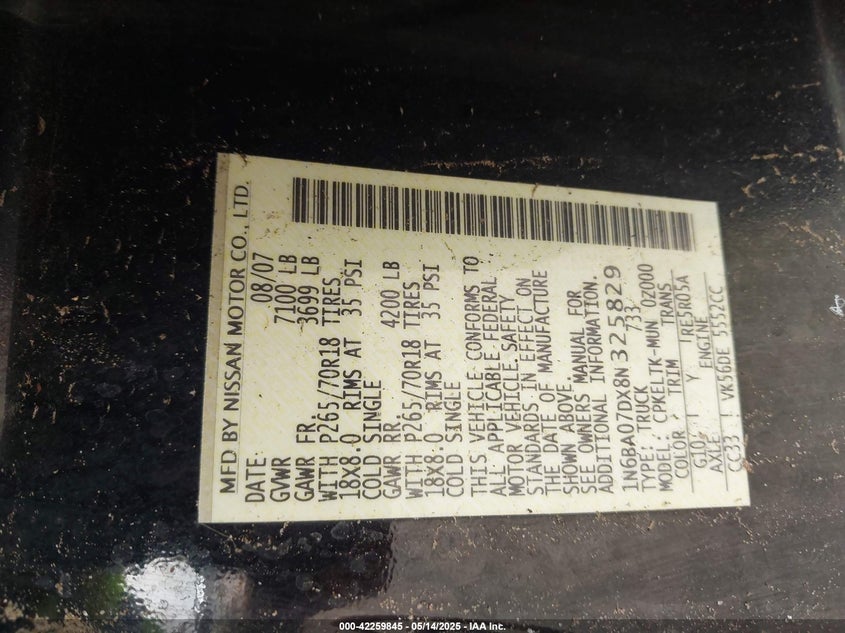 MFD BY NISSAN MOTOR CO., LTD.
DATE 08/07
GVWR 7100 LB
GAWR FR 3699 LB
WITH P265/70R18 TIRES
18X8.0 RIMS AT 35 PSI
COLD SINGLE
GAWR RR 4200 LB
WITH P265/70R18 TIRES
18X8.0 RIMS AT 35 PSI
COLD SINGLE
THIS VEHICLE CONFORMS TO
ALL APPLICABLE FEDERAL
MOTOR VEHICLE SAFETY
STANDARDS IN EFFECT ON
THE DATE OF MANUFACTURE
SHOWN ABOVE.
SEE OWNERS MANUAL FOR
ADDITIONAL INFORMATION.
1N6BA07DX8N325829
TYPE: TRUCK 733
MODEL: CPKELTK-MUN 0Z000
COLOR TRIM TRANS
G10 Y RE5R05A
AXLE ENGINE
CC33 VK56DE 5552CC
000-42259845 - 05/14/2025 - IAA Inc.